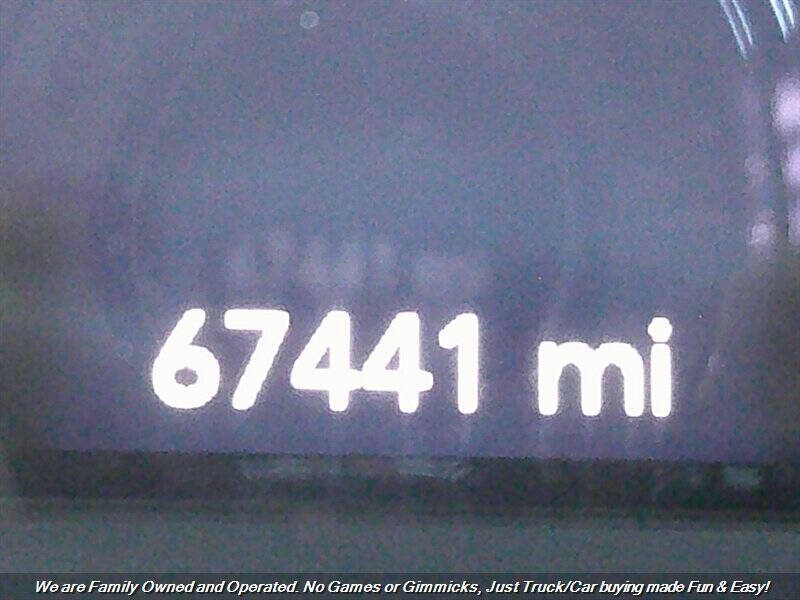 67441 mi
We are Family Owned and Operated. No Games or Gimmicks, Just Truck/Car buying made Fun & Easy!